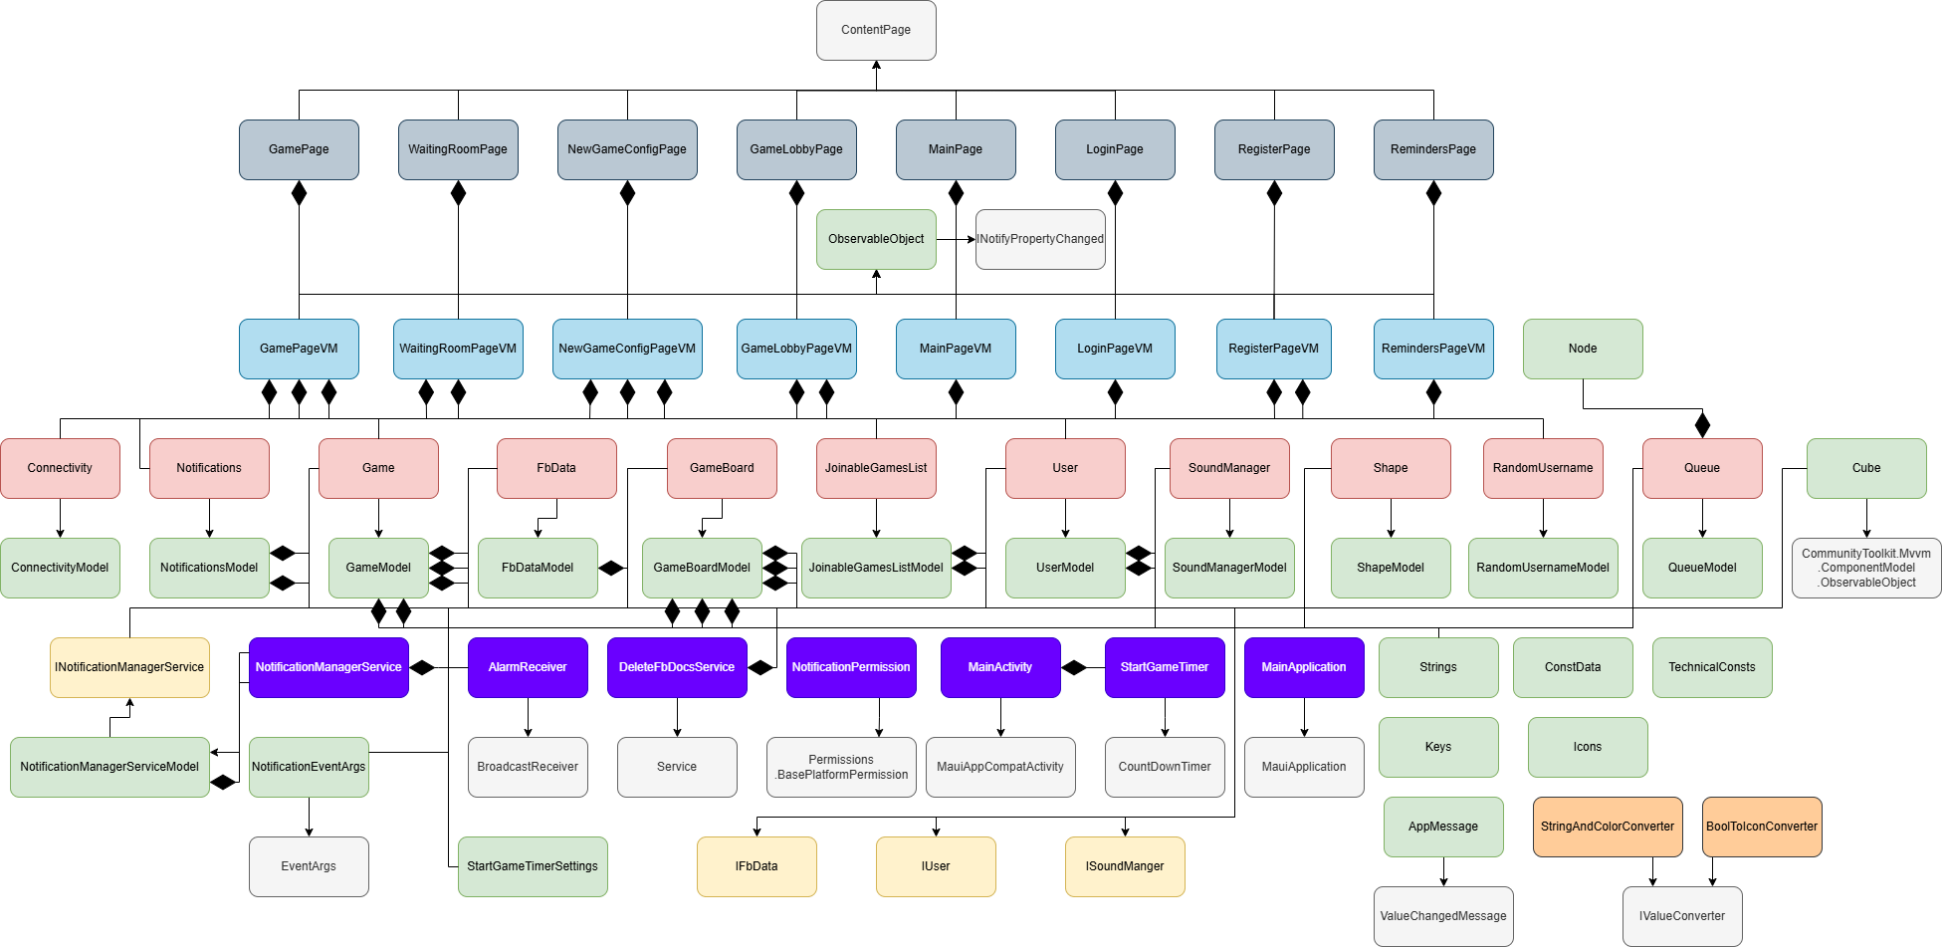 ContentPage
GamePage
WaitingRoomPage
NewGameConfigPage
GameLobbyPage
MainPage
LoginPage
RegisterPage
RemindersPage
ObservableObject
INotifyPropertyChanged
GamePageVM
WaitingRoomPageVM
NewGameConfigPageVM
GameLobbyPageVM
MainPageVM
LoginPageVM
RegisterPageVM
RemindersPageVM
Node
Connectivity
Notifications
Game
FbData
GameBoard
JoinableGamesList
User
SoundManager
Shape
RandomUsername
Queue
Cube
ConnectivityModel
NotificationsModel
GameModel
FbDataModel
GameBoardModel
JoinableGamesListModel
UserModel
SoundManagerModel
ShapeModel
RandomUsernameModel
QueueModel
CommunityToolkit.Mvvm
.ComponentModel
.ObservableObject
INotificationManagerService
NotificationManagerService
AlarmReceiver
DeleteFbDocsService
NotificationPermission
MainActivity
StartGameTimer
MainApplication
Strings
ConstData
TechnicalConsts
NotificationManagerServiceModel
NotificationEventArgs
BroadcastReceiver
Service
Permissions
.BasePlatformPermission
MauiAppCompatActivity
CountDownTimer
MauiApplication
Keys
Icons
EventArgs
StartGameTimerSettings
IFbData
IUser
ISoundManger
AppMessage
StringAndColorConverter
BoolToIconConverter
ValueChangedMessage
IValueConverter